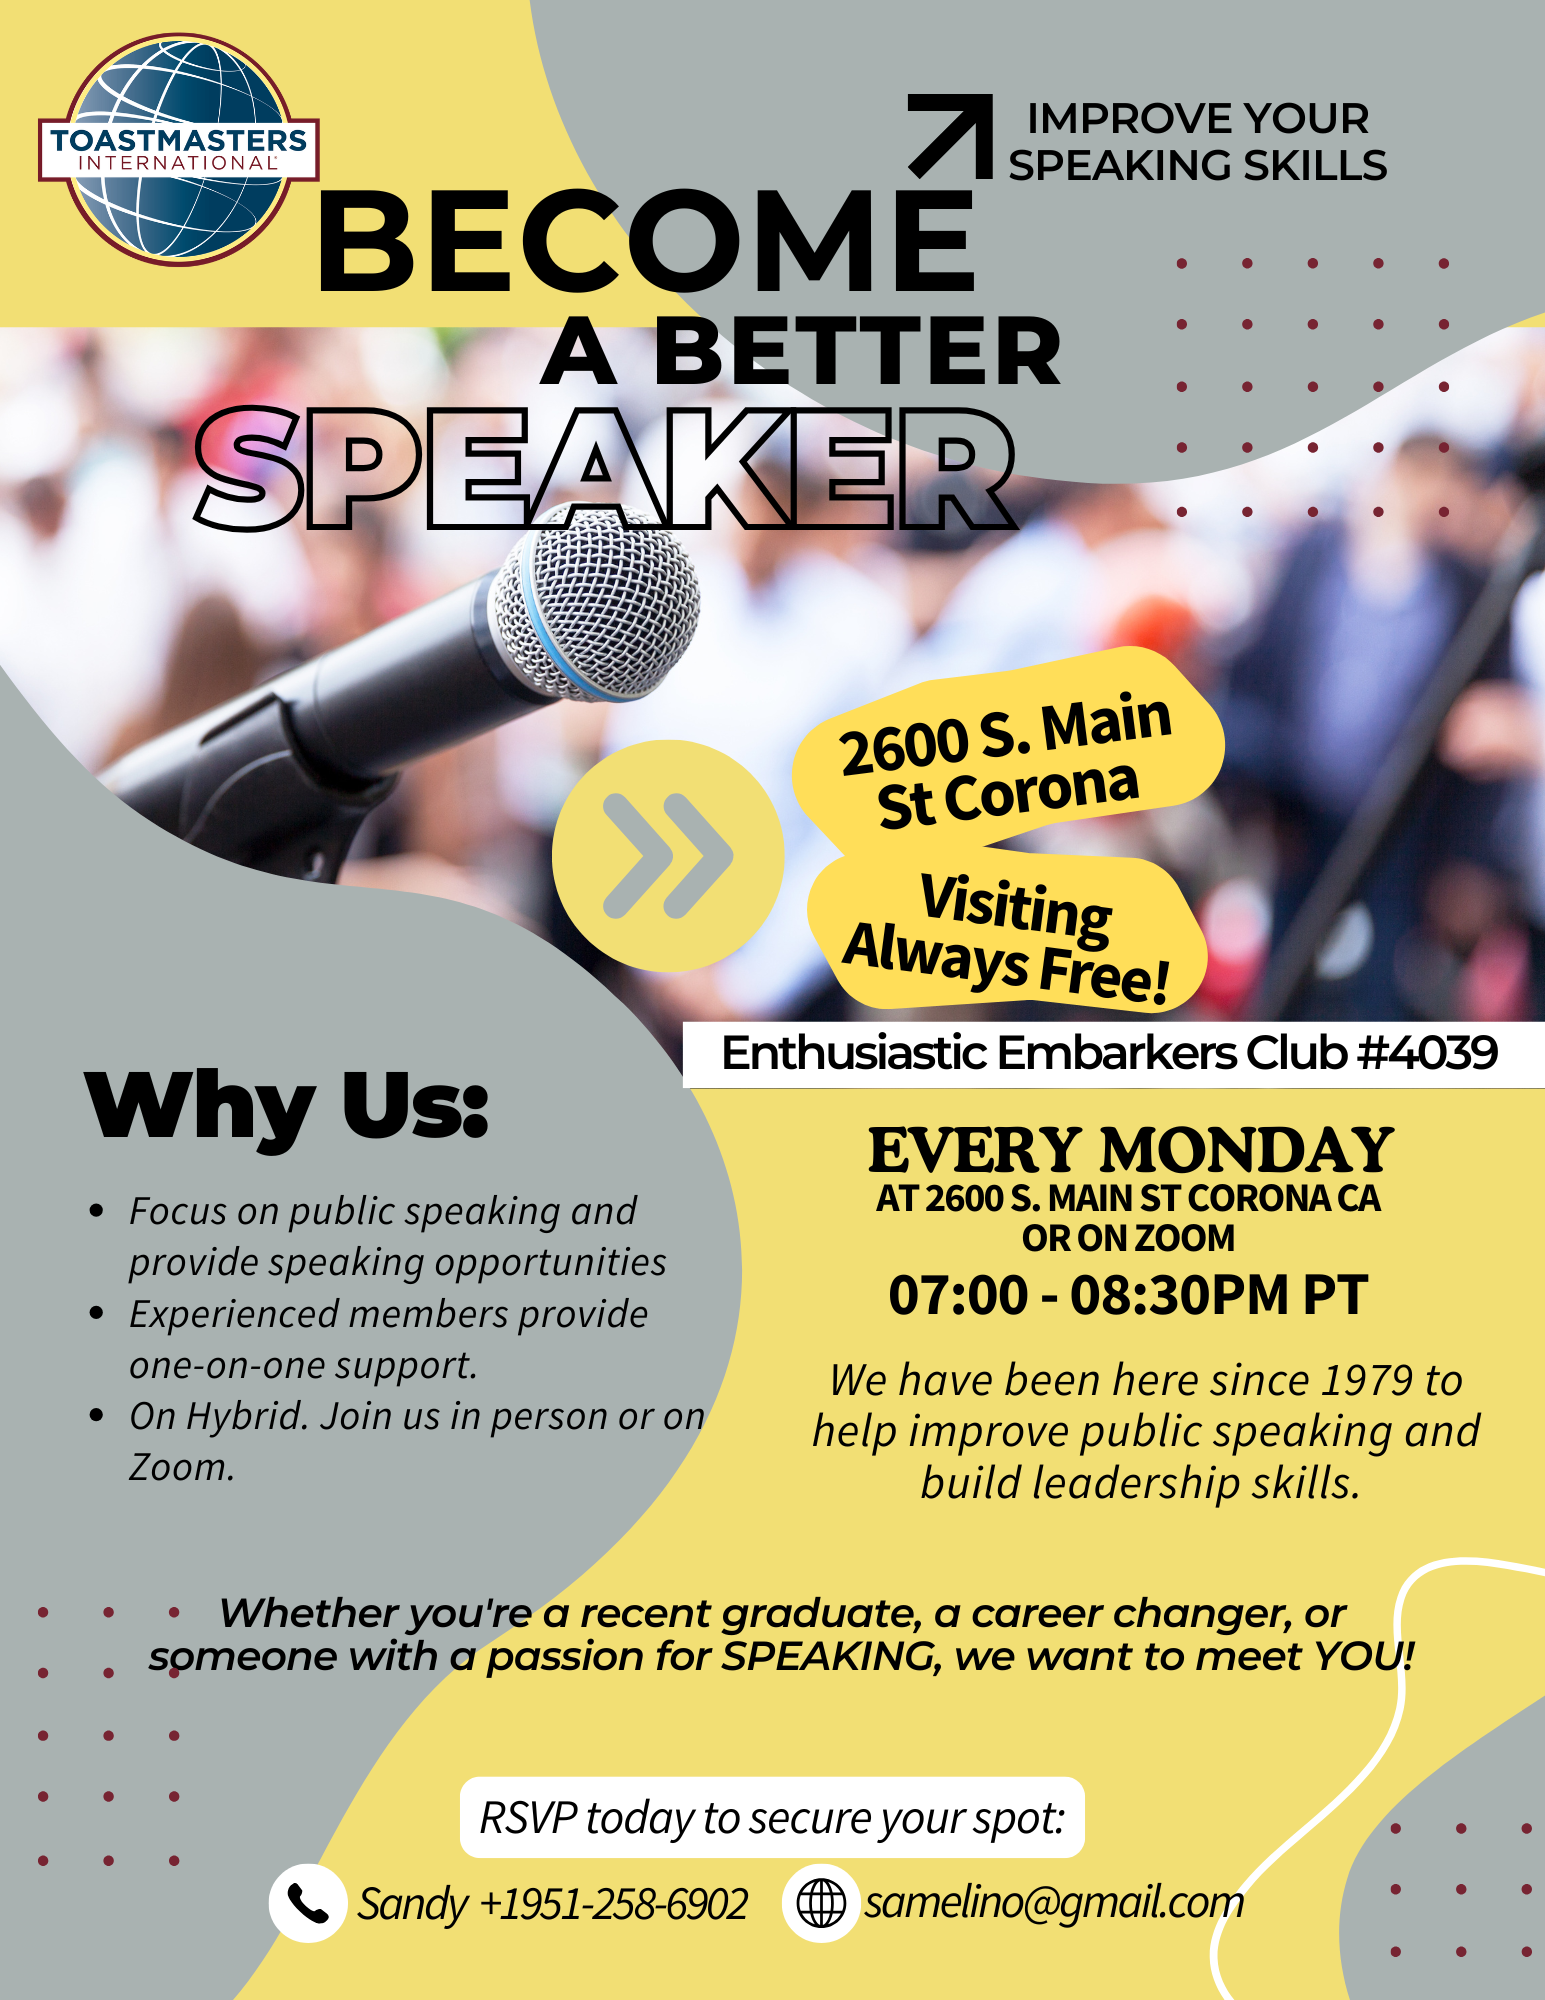 TOASTMASTERS
INTERNATIONAL
IMPROVE YOUR
SPEAKING SKILLS
BECOME
A BETTER
SPEAKER
2600 S. Main
St Corona
Visiting
Always Free!
Enthusiastic Embarkers Club #4039
Why Us:
• Focus on public speaking and
provide speaking opportunities
• Experienced members provide
one-on-one support.
• On Hybrid. Join us in person or on
Zoom.
EVERY MONDAY
AT 2600 S. MAIN ST CORONA CA
OR ON ZOOM
07:00 - 08:30PM PT
We have been here since 1979 to
help improve public speaking and
build leadership skills.
Whether you're a recent graduate, a career changer, or
someone with a passion for SPEAKING, we want to meet YOU!
RSVP today to secure your spot:
Sandy +1951-258-6902
samelino@gmail.com